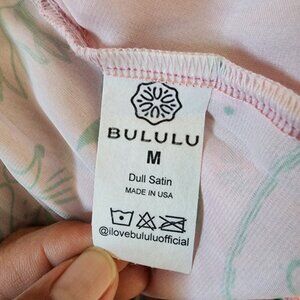 BULULU
M
Dull Satin
MADE IN USA
@ilovebululuofficial